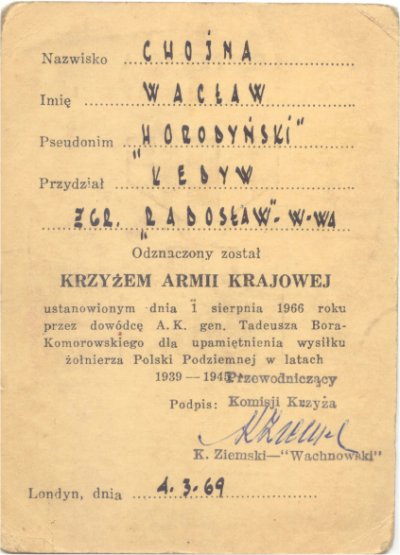 Nazwisko CHOJNA
Imię WACŁAW
Pseudonim "HORODYŃSKI"
Przydział KEDYW
ZGR. "RADOSŁAW"-W-WA
Odznaczony został
KRZYŻEM ARMII KRAJOWEJ
ustanowionym dnia 1 sierpnia 1966 roku
przez dowódcę A.K. gen. Tadeusza Bora-
Komorowskiego dla upamiętnienia wysiłku
żołnierza Polski Podziemnej w latach
1939 — 1945 Przewodniczący
Podpis: Komisji Krzyża
K. Ziemski—"Wachnowski"
Londyn, dnia 4.3.69